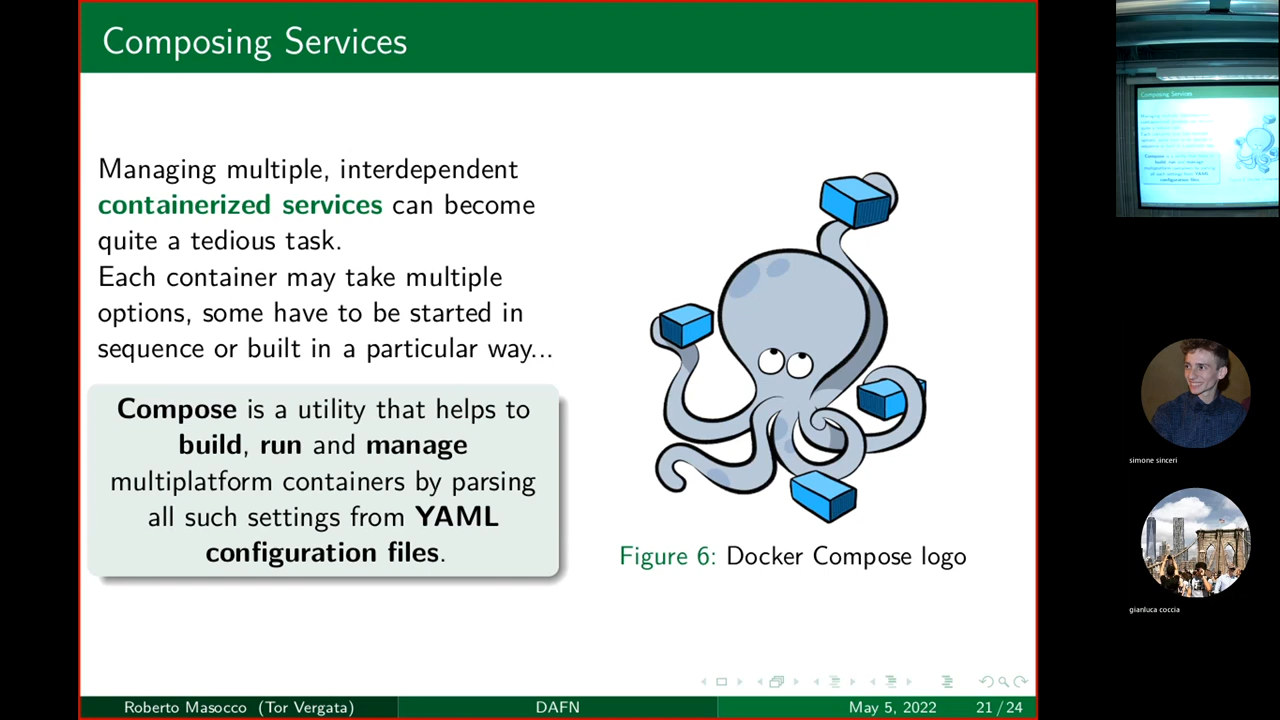 Composing Services
Managing multiple, interdependent
containerized services can become
quite a tedious task.
Each container may take multiple
options, some have to be started in
sequence or built in a particular way...
Compose is a utility that helps to
build, run and manage
multiplatform containers by parsing
all such settings from YAML
configuration files.
Figure 6: Docker Compose logo
Roberto Masocco (Tor Vergata)
DAFN
May 5, 2022
21 / 24
Composing Services
simone sinceri
gianluca coccia